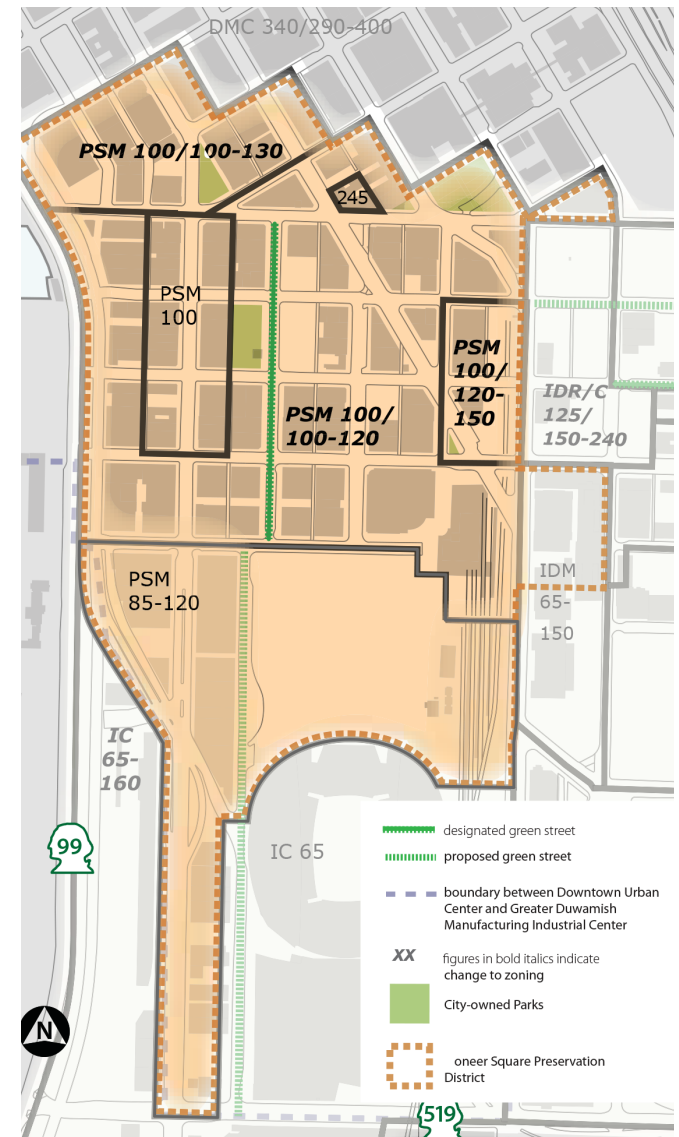 DMC 340/290-400
PSM 100/100-130
245
PSM
100
PSM
100/
120-
150
IDR/C
125/
150-240
PSM 100/
100-120
PSM
85-120
IDM
65-
150
IC
65-
160
99
IC 65
designated green street
proposed green street
boundary between Downtown Urban
Center and Greater Duwamish
Manufacturing Industrial Center
XX figures in bold italics indicate
change to zoning
City-owned Parks
oneer Square Preservation
District
N
519